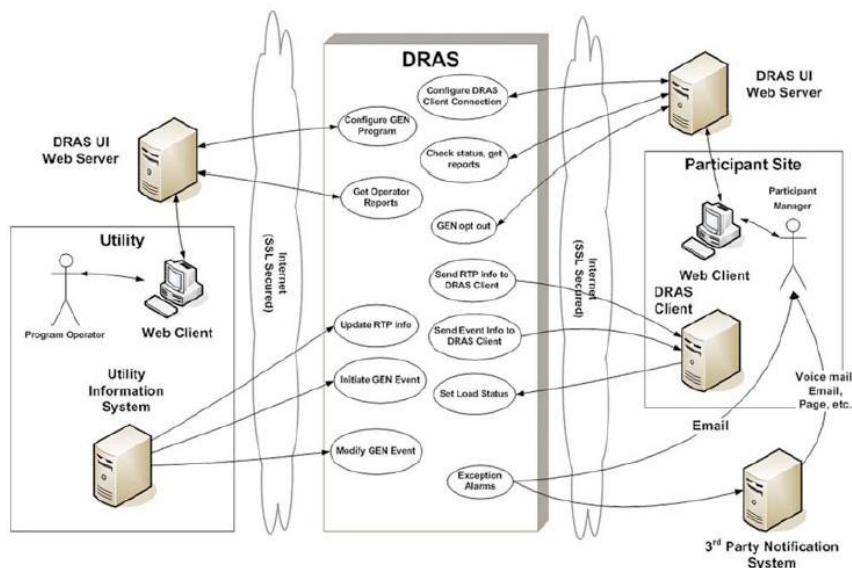 DRAS
DRAS UI
Web Server
Utility
Program Operator
Web Client
Utility
Information
System
Internet
(SSL Secured)
Configure DRAS
Client Connection
Configure GEN
Program
Check status, get
reports
Get Operator
Reports
GEN opt out
Send RTP info to
DRAS Client
Update RTP Info
Send Event Info to
DRAS Client
Initiate GEN Event
Set Load Status
Modify GEN Event
Exception
Alarms
Internet
(SSL Secured)
DRAS UI
Web Server
Participant Site
Participant
Manager
Web Client
DRAS
Client
Voice mail,
Email,
Page, etc.
Email
3rd Party Notification
System